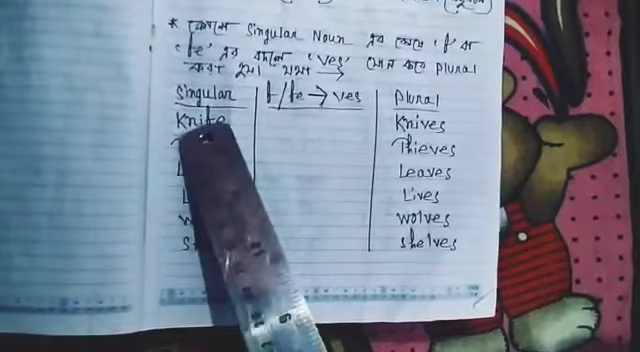 * কোনো Singular Noun এর শেষে 'f' বা
'fe' এর বদলে 'ves' যোগ করে Plural
করা হয়। যথা →
Singular f/fe → ves Plural
Knife Knives
Thieves
Leaves
Lives
Wolves
Shelves